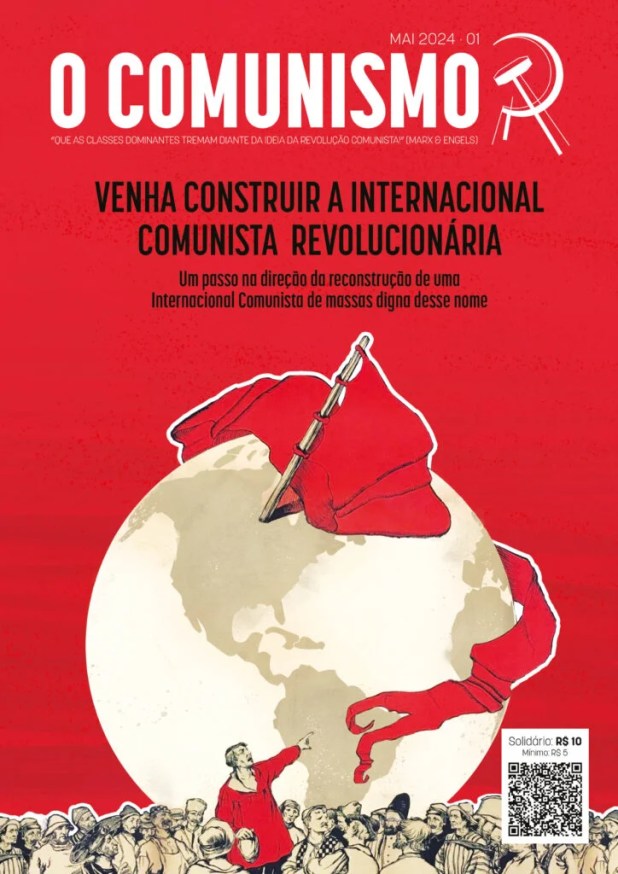 MAI 2024 · 01
O COMUNISMO
"QUE AS CLASSES DOMINANTES TREMAM DIANTE DA IDEIA DA REVOLUÇÃO COMUNISTA!" (MARX & ENGELS)
VENHA CONSTRUIR A INTERNACIONAL
COMUNISTA REVOLUCIONÁRIA
Um passo na direção da reconstrução de uma
Internacional Comunista de massas digna desse nome
Solidário: R$ 10
Mínimo: R$ 5